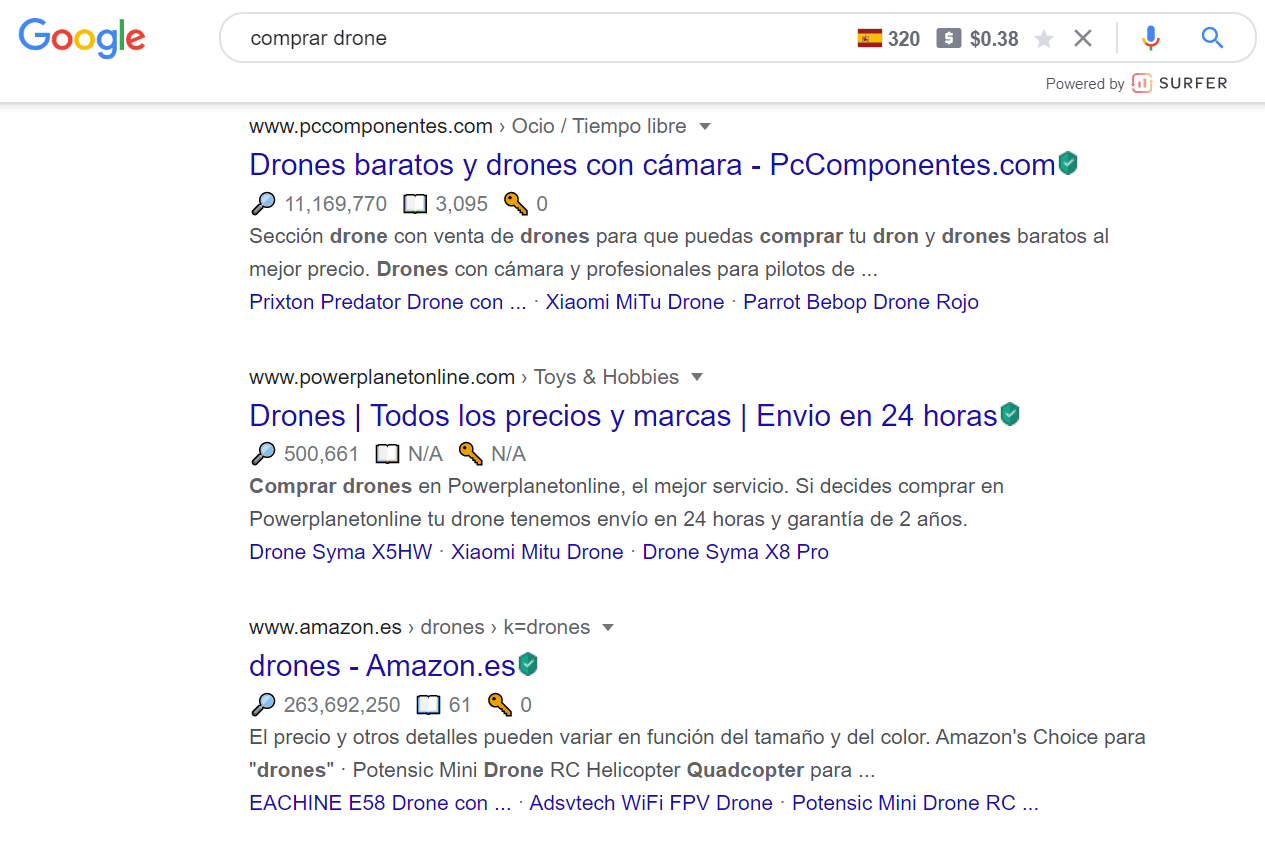 Google
comprar drone 320 $ $0.38
Powered by SURFER
www.pccomponentes.com › Ocio / Tiempo libre
Drones baratos y drones con cámara - PcComponentes.com
11,169,770 3,095 0
Sección drone con venta de drones para que puedas comprar tu dron y drones baratos al
mejor precio. Drones con cámara y profesionales para pilotos de ...
Prixton Predator Drone con ... · Xiaomi MiTu Drone · Parrot Bebop Drone Rojo
www.powerplanetonline.com › Toys & Hobbies
Drones | Todos los precios y marcas | Envio en 24 horas
500,661 N/A N/A
Comprar drones en Powerplanetonline, el mejor servicio. Si decides comprar en
Powerplanetonline tu drone tenemos envío en 24 horas y garantía de 2 años.
Drone Syma X5HW · Xiaomi Mitu Drone · Drone Syma X8 Pro
www.amazon.es › drones › k=drones
drones - Amazon.es
263,692,250 61 0
El precio y otros detalles pueden variar en función del tamaño y del color. Amazon's Choice para
"drones" · Potensic Mini Drone RC Helicopter Quadcopter para ...
EACHINE E58 Drone con ... · Adsvtech WiFi FPV Drone · Potensic Mini Drone RC ...